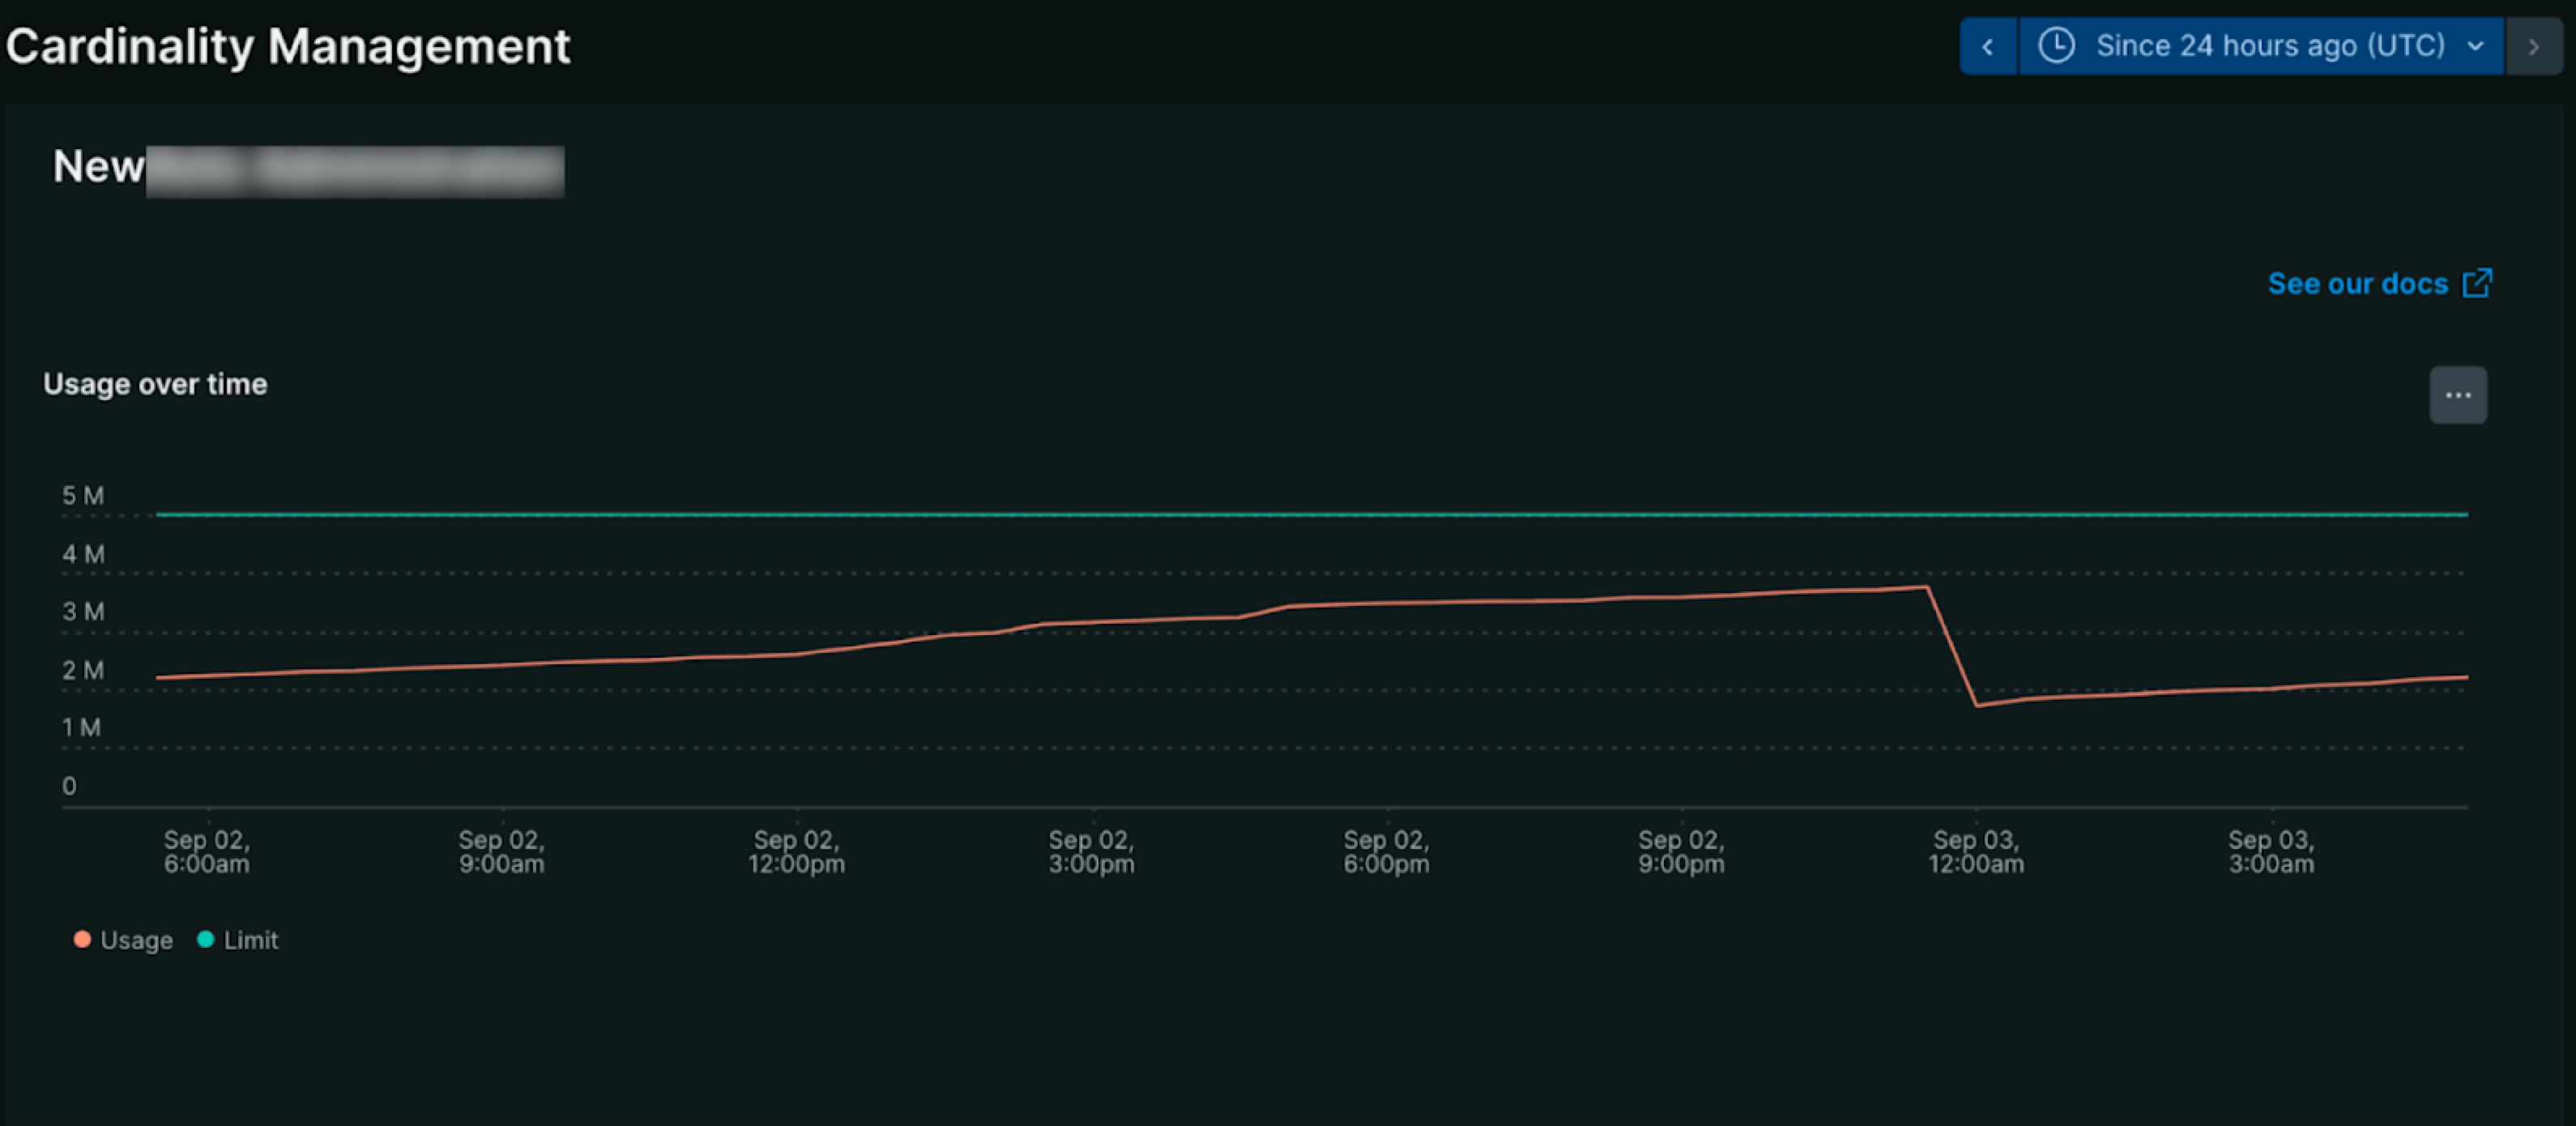 Cardinality Management
Since 24 hours ago (UTC)
New
See our docs
Usage over time
5 M
4 M
3 M
2 M
1 M
0
Sep 02, 6:00am
Sep 02, 9:00am
Sep 02, 12:00pm
Sep 02, 3:00pm
Sep 02, 6:00pm
Sep 02, 9:00pm
Sep 03, 12:00am
Sep 03, 3:00am
Usage
Limit